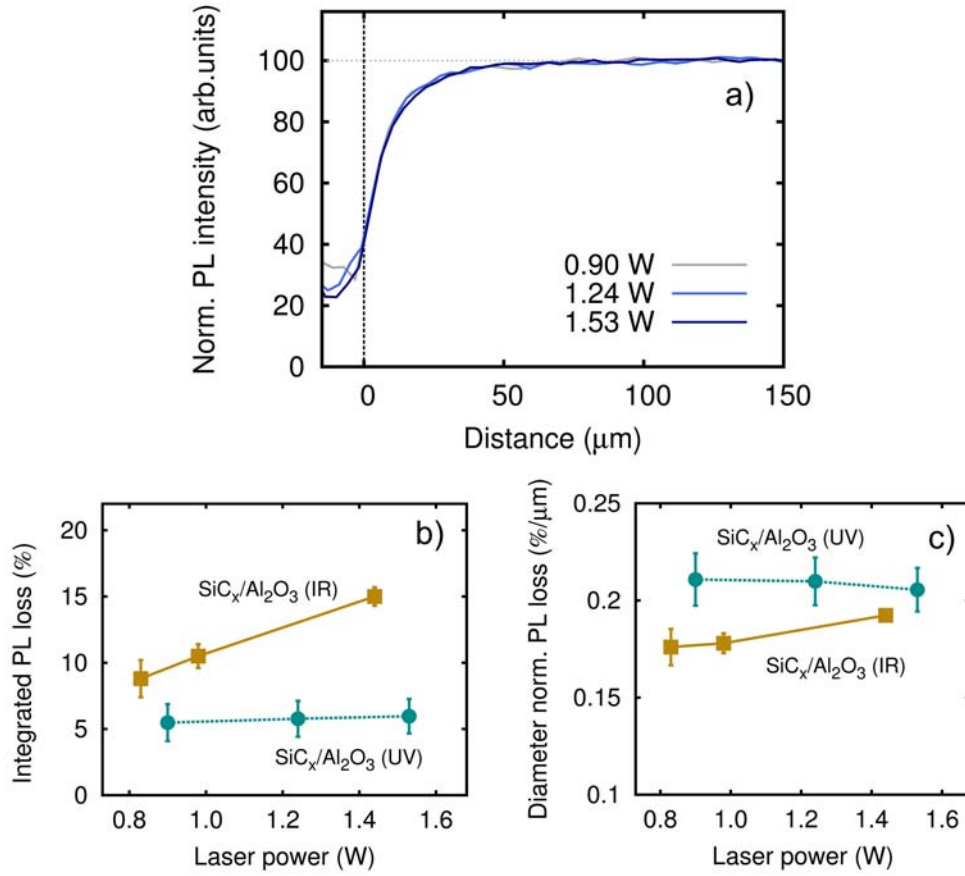 Norm. PL intensity (arb.units)
100
80
60
40
20
0
a)
0.90 W
1.24 W
1.53 W
0 50 100 150
Distance (μm)
Integrated PL loss (%)
20
15
10
5
0
b)
SiCₓ/Al₂O₃ (IR)
SiCₓ/Al₂O₃ (UV)
0.8 1.0 1.2 1.4 1.6
Laser power (W)
Diameter norm. PL loss (%/μm)
0.25
0.2
0.15
0.1
c)
SiCₓ/Al₂O₃ (UV)
SiCₓ/Al₂O₃ (IR)
0.8 1.0 1.2 1.4 1.6
Laser power (W)